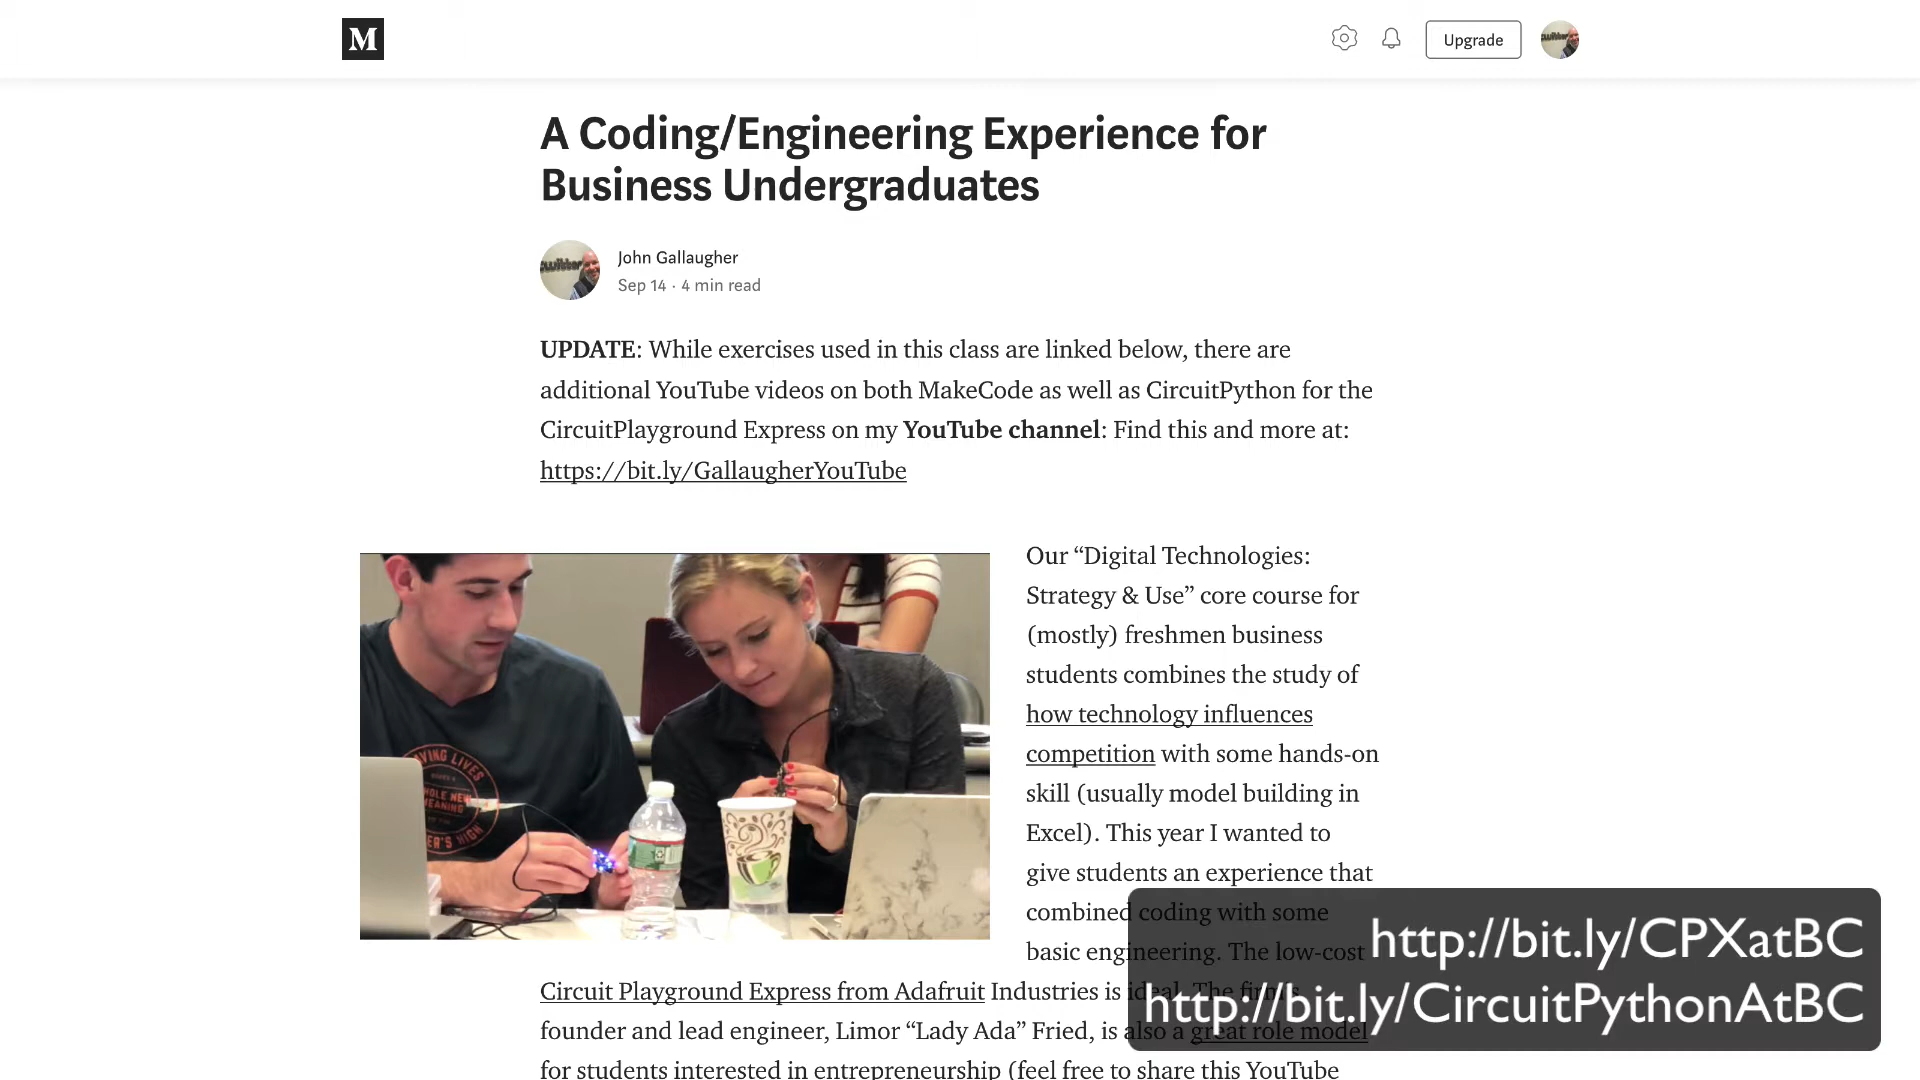 M
Upgrade
A Coding/Engineering Experience for
Business Undergraduates
John Gallaugher
Sep 14 · 4 min read
UPDATE: While exercises used in this class are linked below, there are
additional YouTube videos on both MakeCode as well as CircuitPython for the
CircuitPlayground Express on my YouTube channel: Find this and more at:
https://bit.ly/GallaugherYouTube
Our “Digital Technologies:
Strategy & Use” core course for
(mostly) freshmen business
students combines the study of
how technology influences
competition with some hands-on
skill (usually model building in
Excel). This year I wanted to
give students an experience that
combined coding with some
basic engineering. The low-cost
Circuit Playground Express from Adafruit Industries is ideal. The firm's
founder and lead engineer, Limor “Lady Ada” Fried, is also a great role model
for students interested in entrepreneurship (feel free to share this YouTube
http://bit.ly/CPXatBC
http://bit.ly/CircuitPythonAtBC